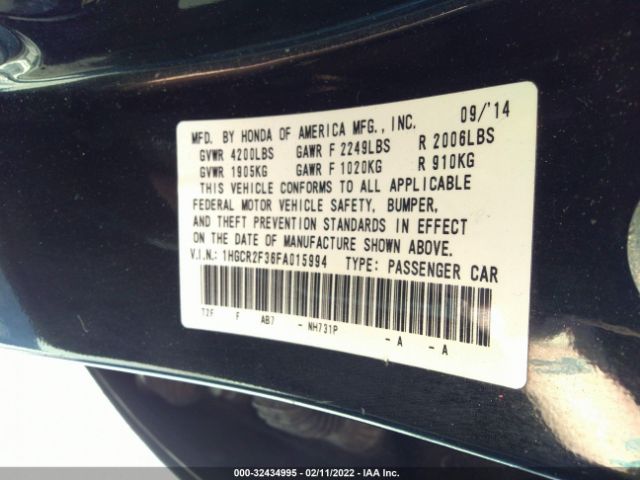 09/'14
MFD. BY HONDA OF AMERICA MFG., INC.
GVWR 4200LBS GAWR F 2249LBS R 2006LBS
GVWR 1905KG GAWR F 1020KG R 910KG
THIS VEHICLE CONFORMS TO ALL APPLICABLE
FEDERAL MOTOR VEHICLE SAFETY, BUMPER,
AND THEFT PREVENTION STANDARDS IN EFFECT
ON THE DATE OF MANUFACTURE SHOWN ABOVE.
V.I.N.: 1HGCR2F36FA015994 TYPE: PASSENGER CAR
T2F F AB7 - NH731P - A - A
000-32434995 - 02/11/2022 - IAA Inc.